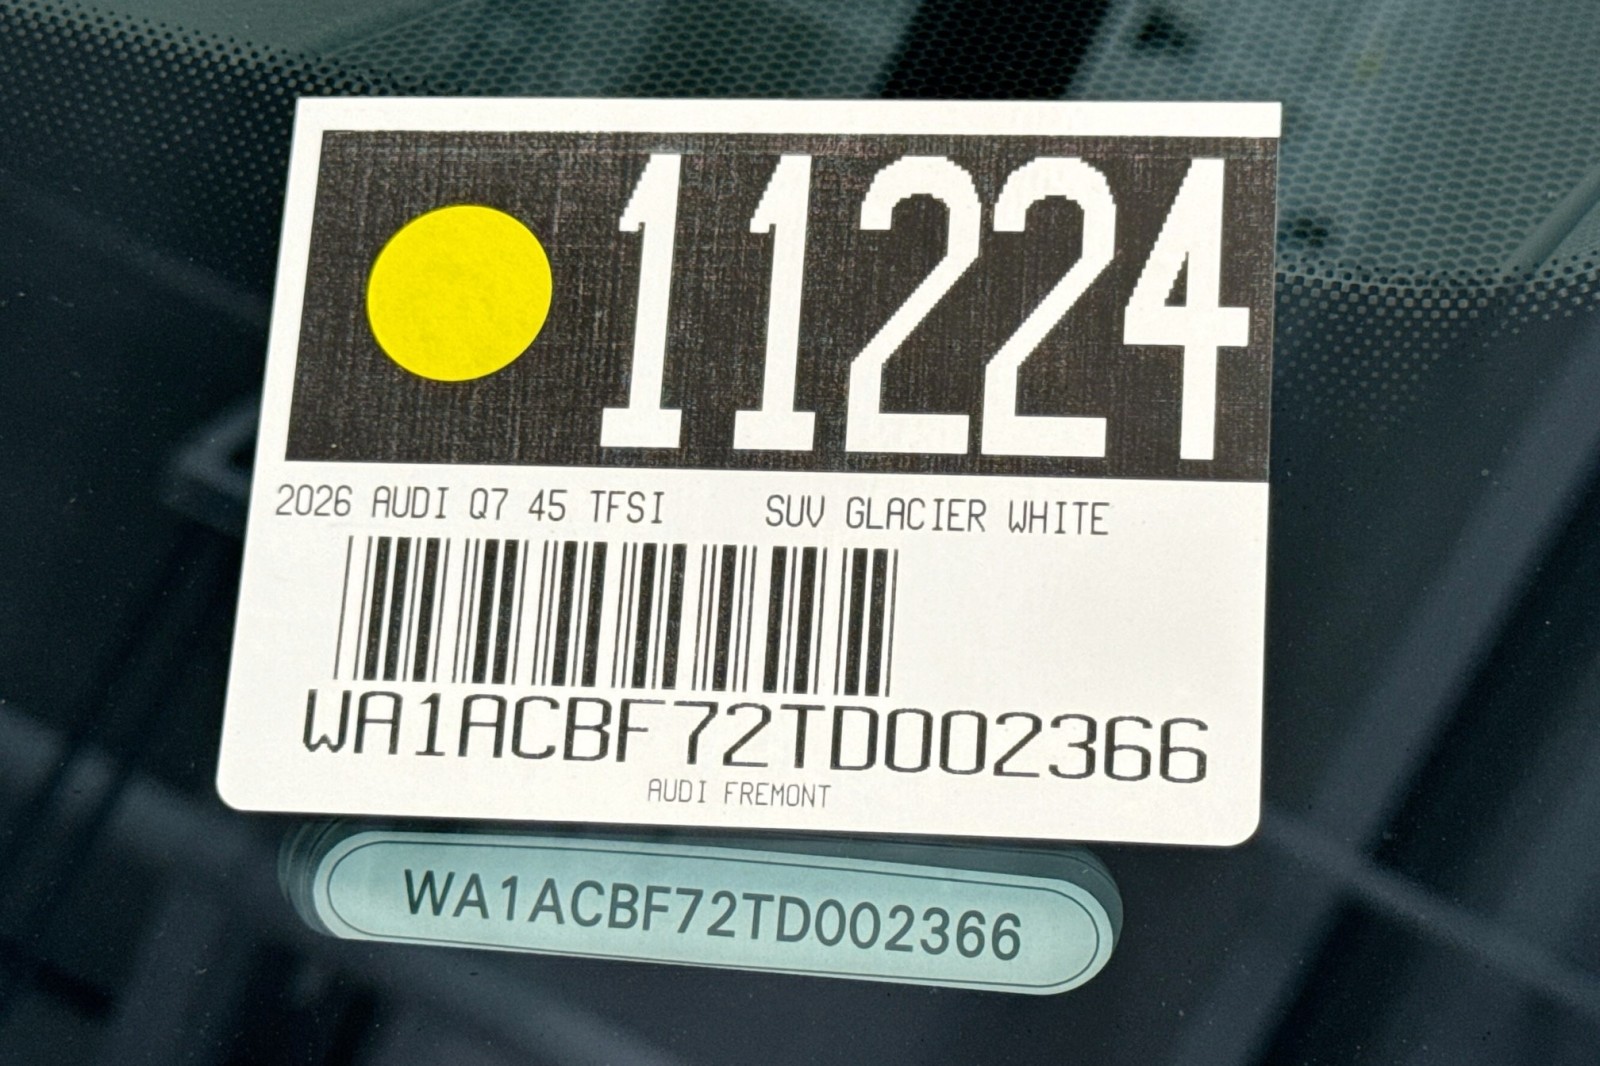 11224
2026 AUDI Q7 45 TFSI SUV GLACIER WHITE
WA1ACBF72TD002366
AUDI FREMONT
WA1ACBF72TD002366